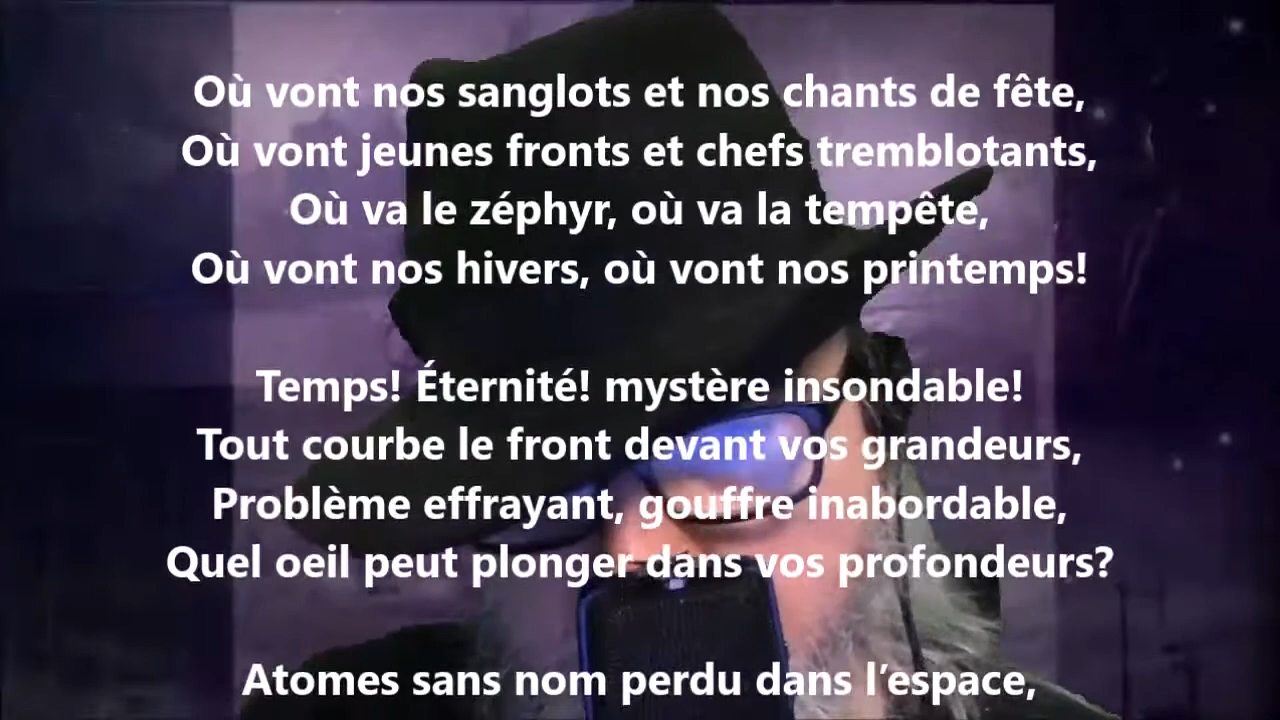 Où vont nos sanglots et nos chants de fête,
Où vont jeunes fronts et chefs tremblotants,
Où va le zéphyr, où va la tempête,
Où vont nos hivers, où vont nos printemps!
Temps! Éternité! mystère insondable!
Tout courbe le front devant vos grandeurs,
Problème effrayant, gouffre inabordable,
Quel oeil peut plonger dans vos profondeurs?
Atomes sans nom perdu dans l’espace,